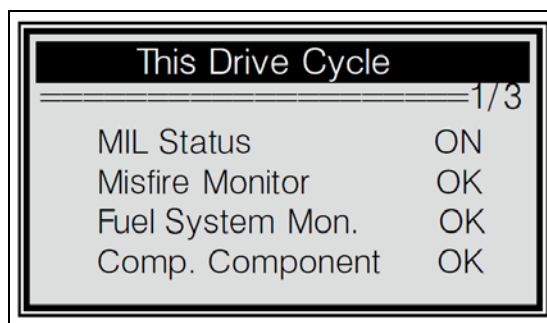 This Drive Cycle
====================1/3
MIL Status ON
Misfire Monitor OK
Fuel System Mon. OK
Comp. Component OK